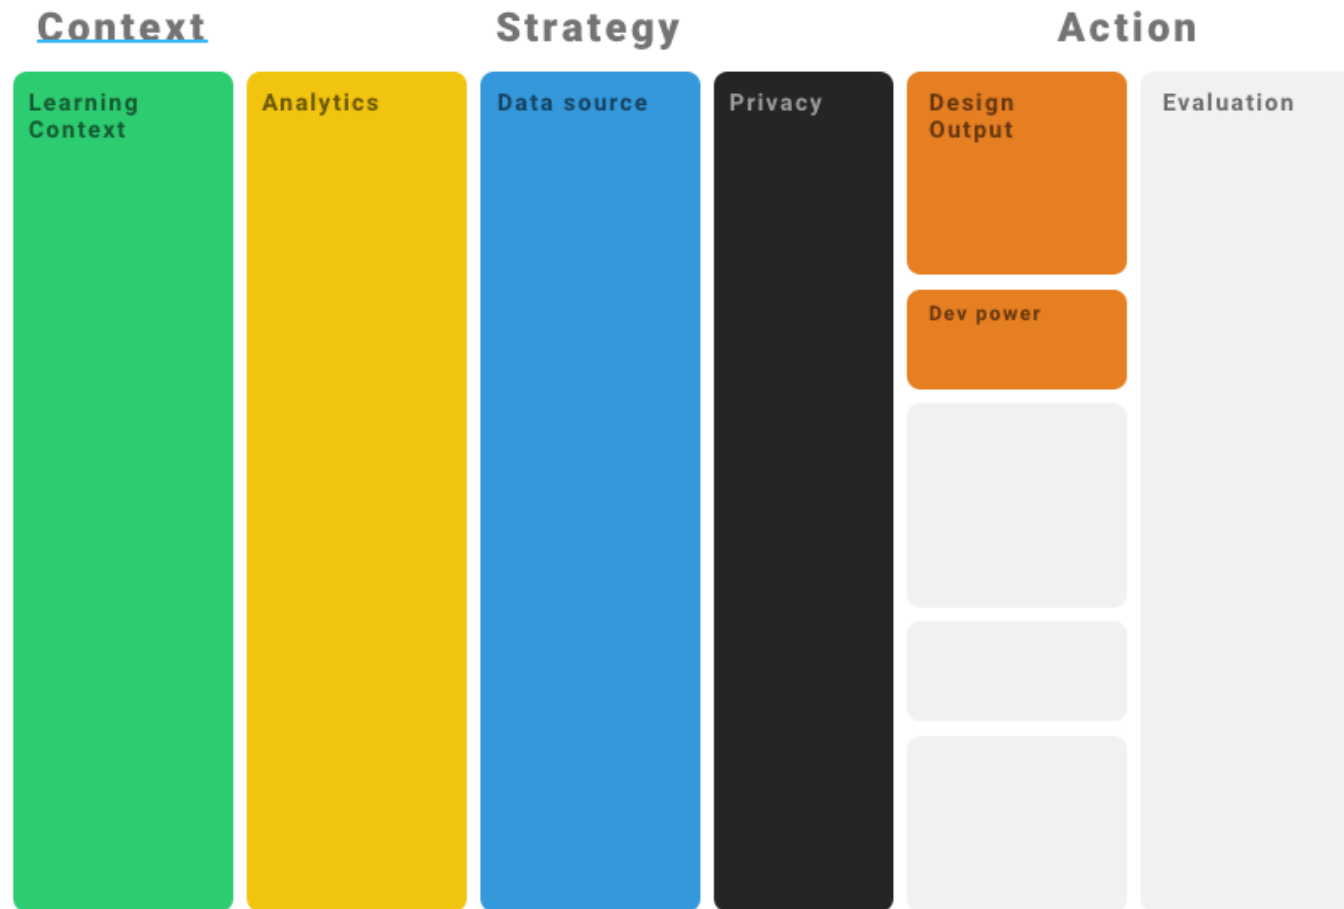 Context
Strategy
Action
Learning
Context
Analytics
Data source
Privacy
Design
Output
Evaluation
Dev power